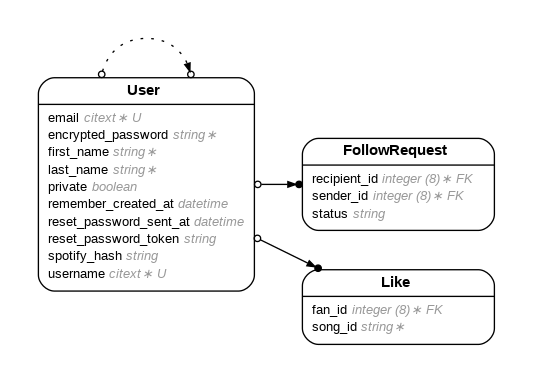 User
email citext ∗ U
encrypted_password string ∗
first_name string ∗
last_name string ∗
private boolean
remember_created_at datetime
reset_password_sent_at datetime
reset_password_token string
spotify_hash string
username citext ∗ U
FollowRequest
recipient_id integer (8) ∗ FK
sender_id integer (8) ∗ FK
status string
Like
fan_id integer (8) ∗ FK
song_id string ∗